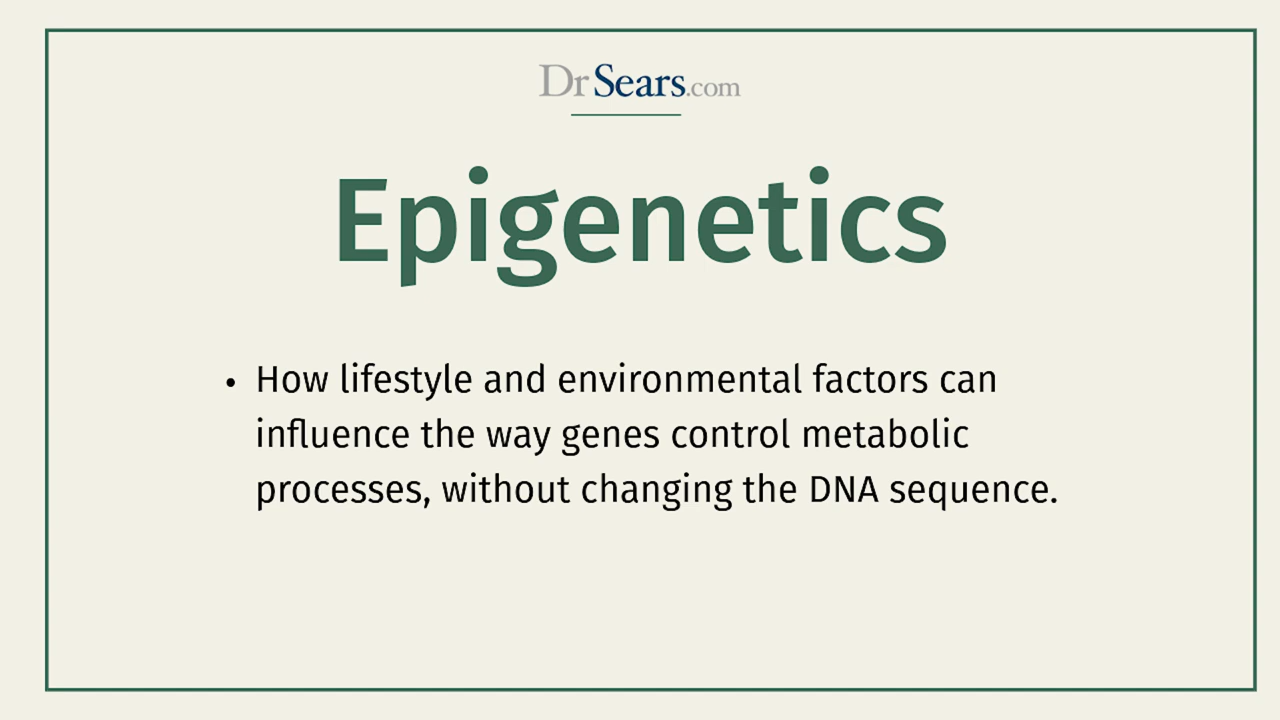 DrSears.com
Epigenetics
• How lifestyle and environmental factors can
influence the way genes control metabolic
processes, without changing the DNA sequence.